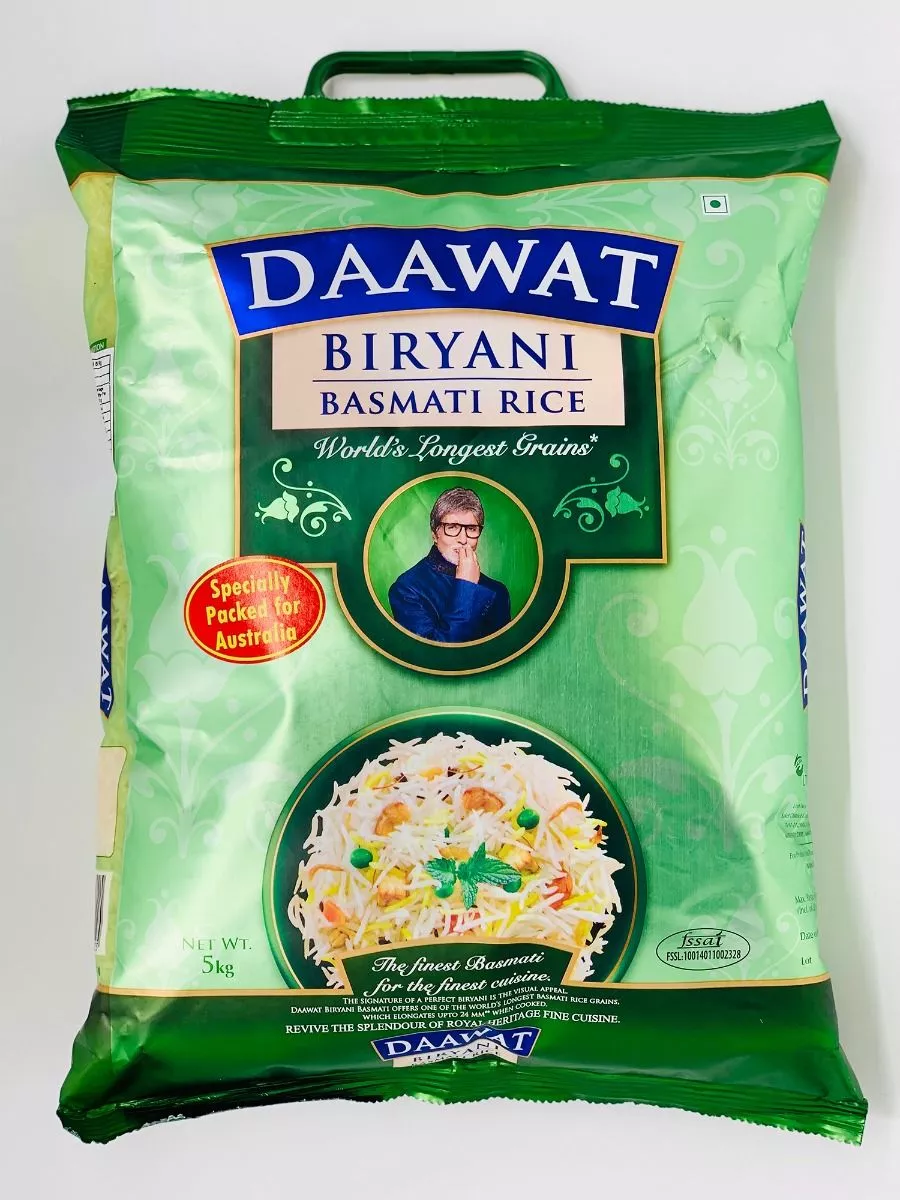 DAAWAT
BIRYANI
BASMATI RICE
World's Longest Grains*
Specially
Packed for
Australia
NET WT.
5kg
fssai
FSSL:10014011002328
The finest Basmati
for the finest cuisine.
THE SIGNATURE OF A PERFECT BIRYANI IS THE VISUAL APPEAL.
DAAWAT BIRYANI BASMATI OFFERS ONE OF THE WORLD'S LONGEST BASMATI RICE GRAINS,
WHICH ELONGATES UPTO 24 MM** WHEN COOKED.
REVIVE THE SPLENDOUR OF ROYAL HERITAGE FINE CUISINE.
DAAWAT
BIRYANI
DAAWAT
Lot